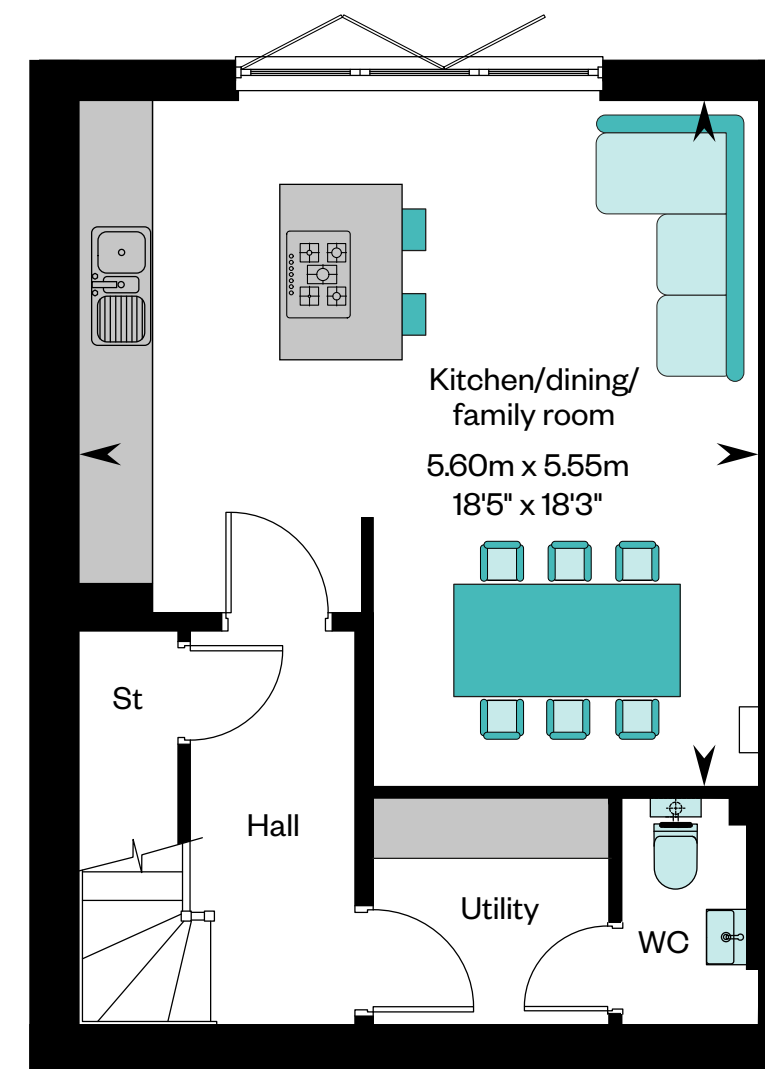 Kitchen/dining/
family room
5.60m x 5.55m
18'5" x 18'3"
St
Hall
Utility
WC